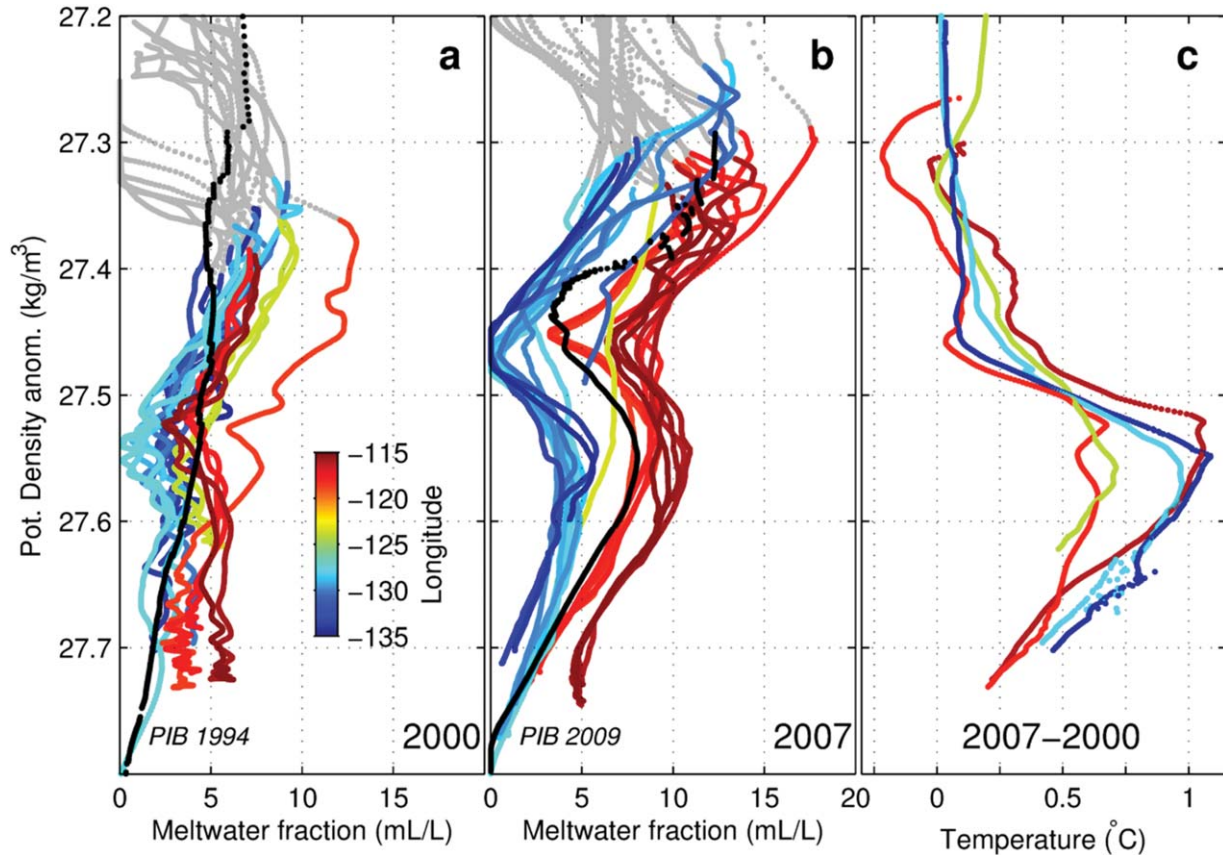 27.2
27.3
27.4
27.5
27.6
27.7
Pot. Density anom. (kg/m³)
a
−115
−120
−125
−130
−135
Longitude
PIB 1994
2000
0
5
10
15
Meltwater fraction (mL/L)
b
PIB 2009
2007
0
5
10
15
20
Meltwater fraction (mL/L)
c
2007−2000
0
0.5
1
Temperature (°C)